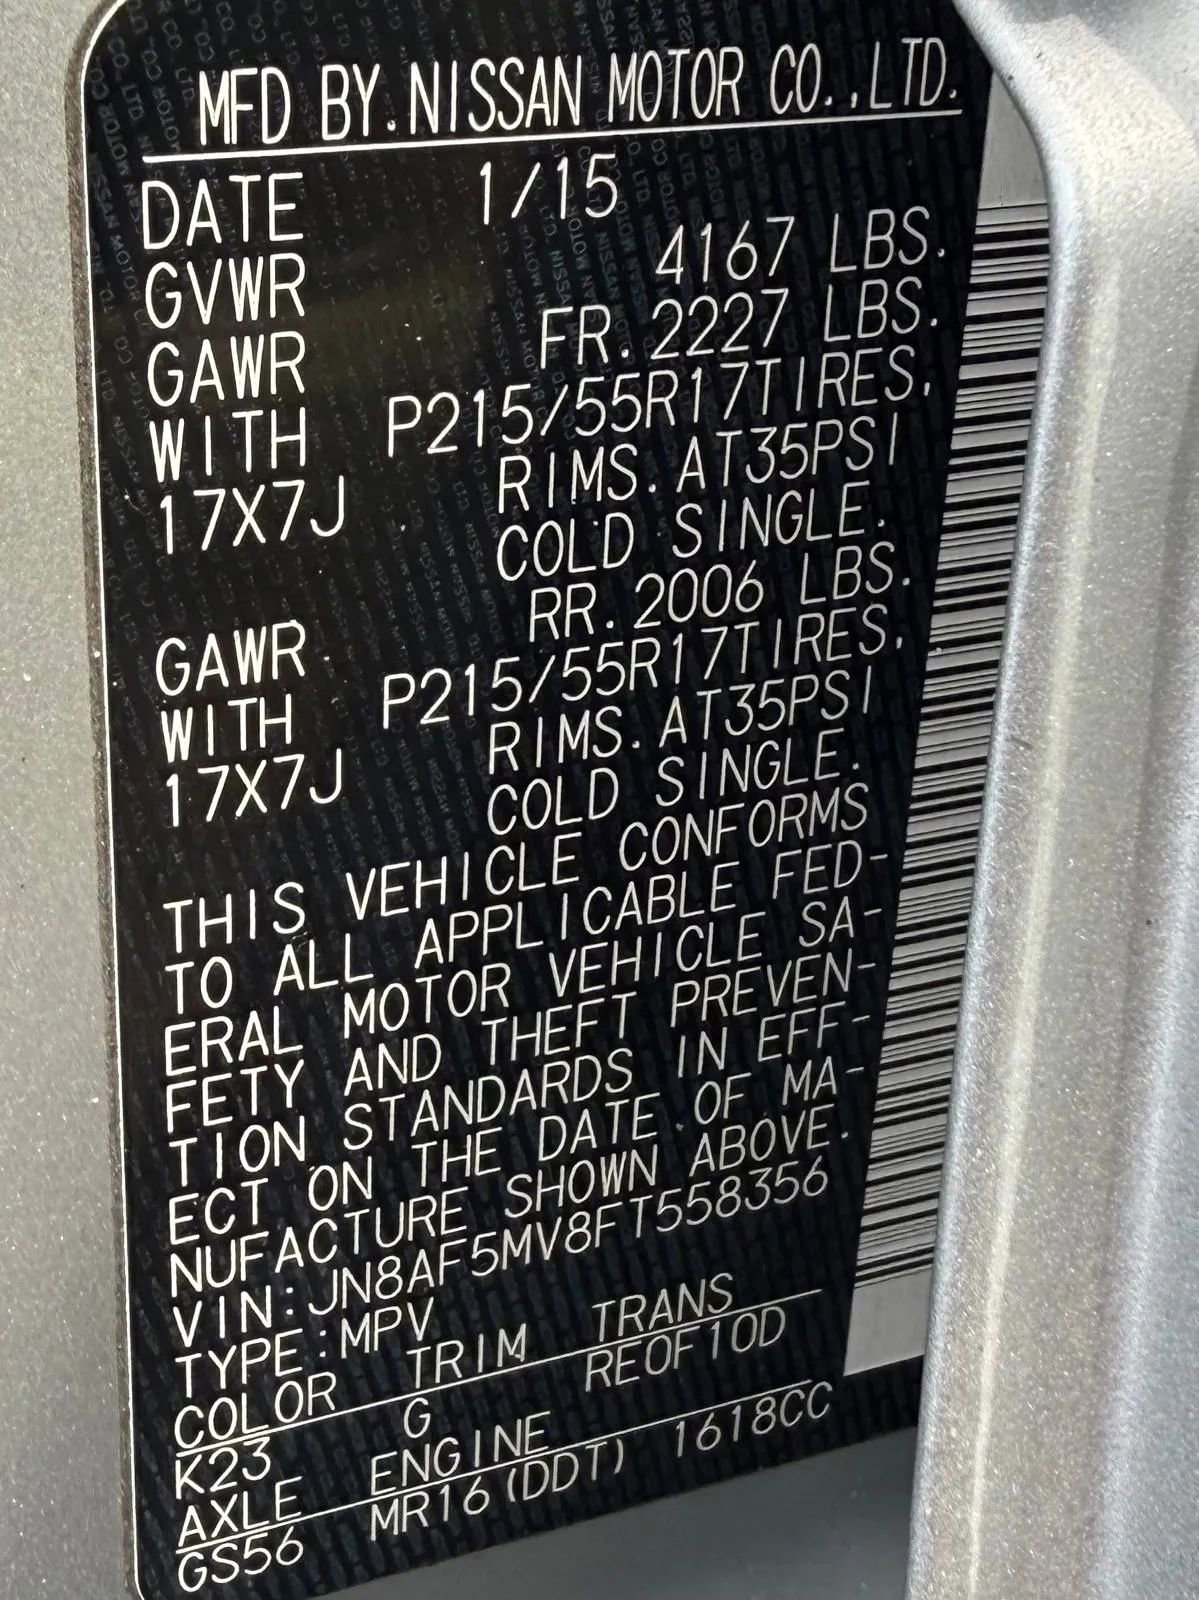 MFD BY.NISSAN MOTOR CO.,LTD.
DATE 1/15
GVWR 4167 LBS.
GAWR FR. 2227 LBS.
WITH P215/55R17TIRES,
17X7J RIMS. AT35PSI
COLD SINGLE.
GAWR RR. 2006 LBS.
WITH P215/55R17TIRES,
17X7J RIMS. AT35PSI
COLD SINGLE.
THIS VEHICLE CONFORMS
TO ALL APPLICABLE FED-
ERAL MOTOR VEHICLE SA-
FETY AND THEFT PREVEN-
TION STANDARDS IN EFF-
ECT ON THE DATE OF MA-
NUFACTURE SHOWN ABOVE.
VIN:JN8AF5MV8FT558356
TYPE:MPV
COLOR TRIM TRANS
K23 G RE0F10D
AXLE ENGINE
GS56 MR16(DDT) 1618CC